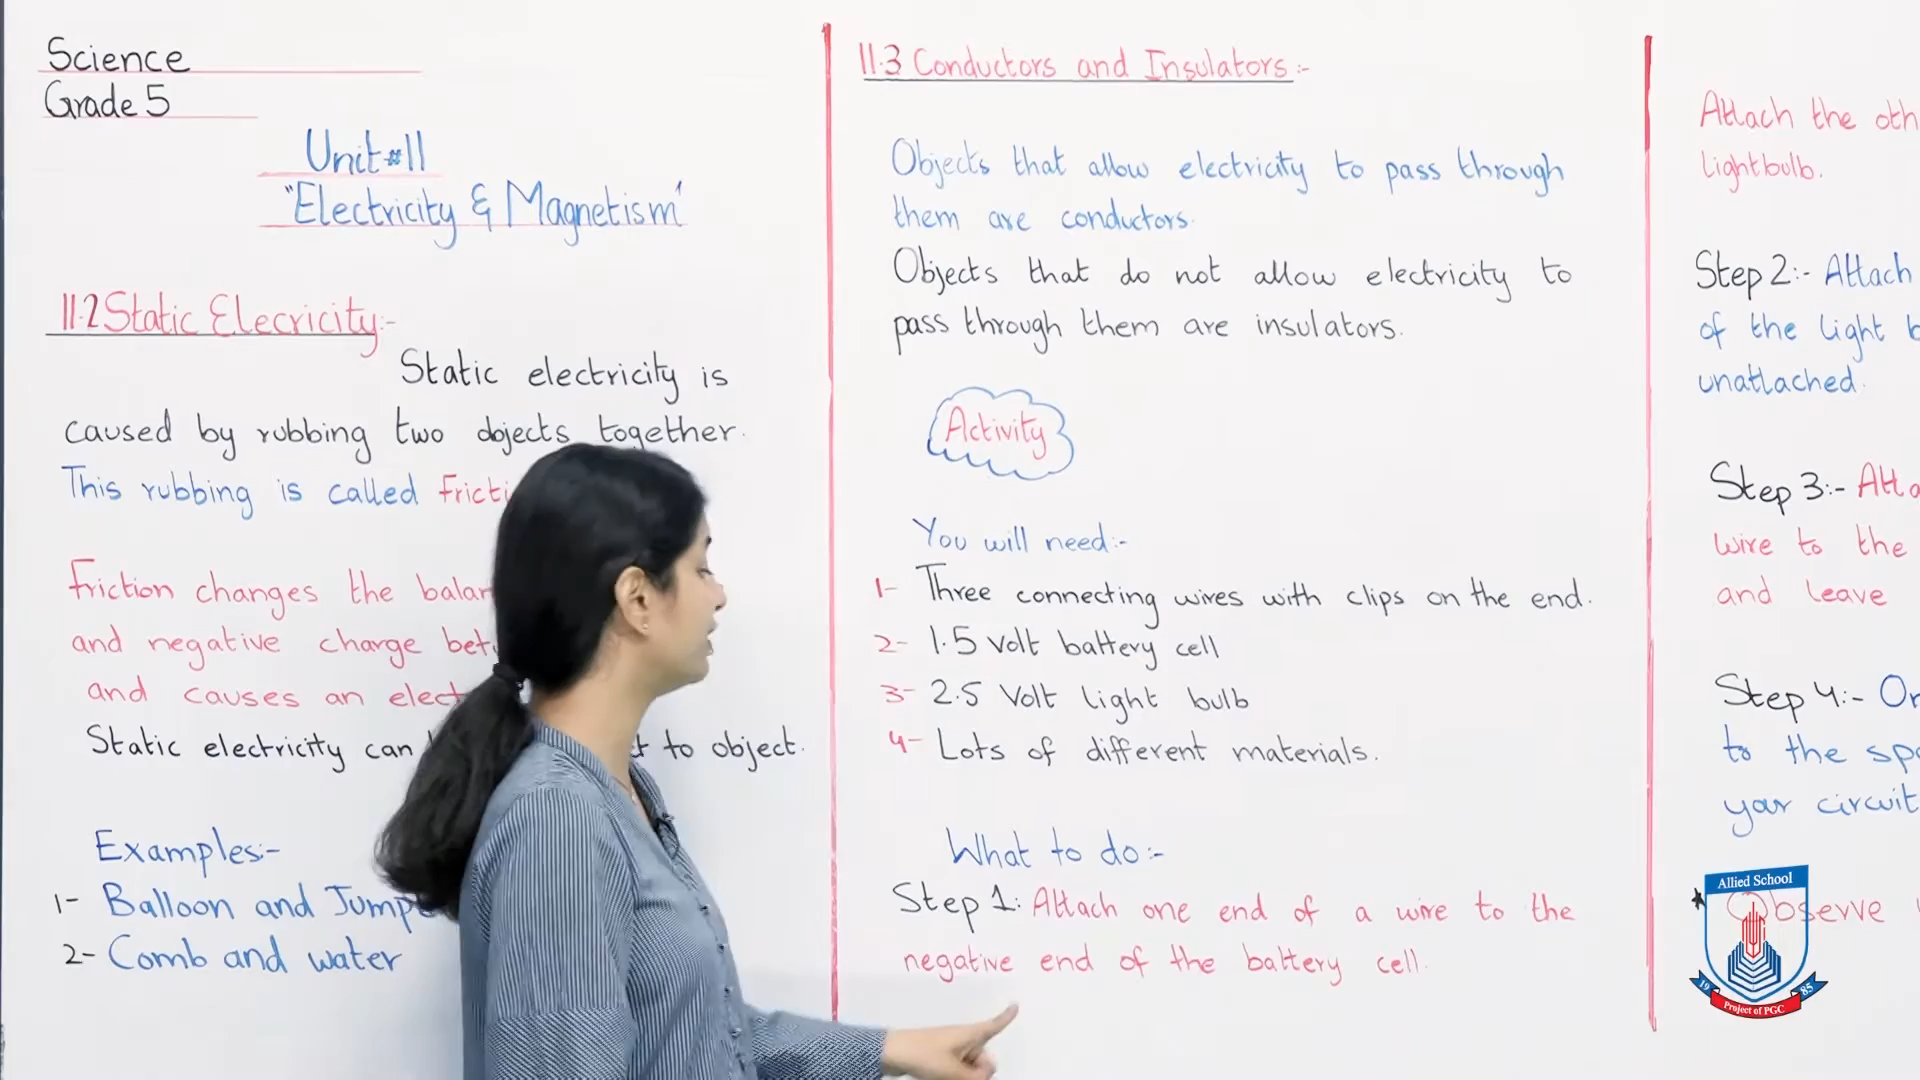 Science
Grade 5
Unit #11
"Electricity & Magnetism"
11.2 Static Elecricity:-
Static electricity is
caused by rubbing two objects together.
This rubbing is called
Friction changes the
and negative charge
and causes an
Static electricity can to object.
Examples:-
1- Balloon and
2- Comb and water
11.3 Conductors and Insulators:-
Objects that allow electricity to pass through
them are conductors.
Objects that do not allow electricity to
pass through them are insulators.
Activity
You will need:-
1- Three connecting wires with clips on the end.
2- 1.5 Volt battery cell
3- 2.5 Volt light bulb
4- Lots of different materials.
What to do:-
Step 1: Attach one end of a wire to the
negative end of the battery cell.
Attach the
lightbulb.
Step 2:- Attach
of the light
unattached.
Step 3:-
wire to the
and leave
Step 4:-
to the
your circuit
Observe
Allied School
19 85
Project of PGC